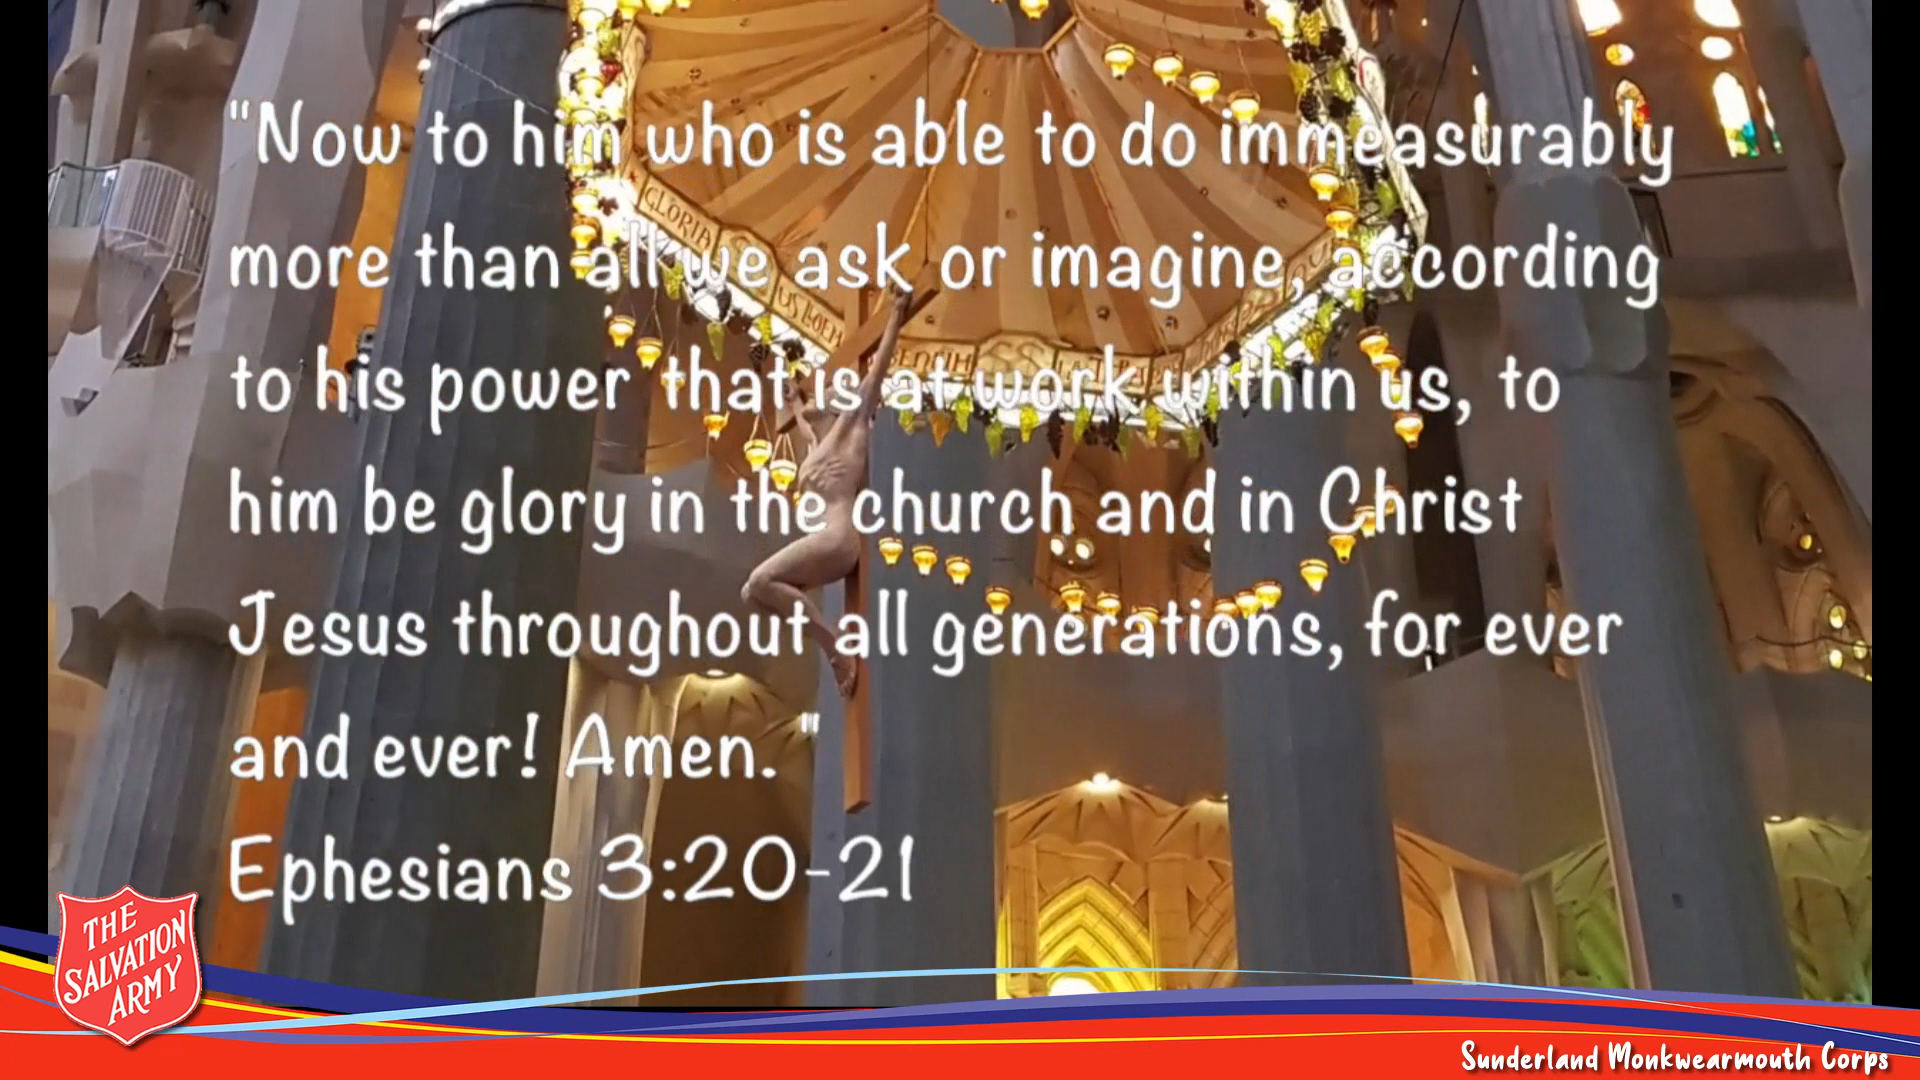 "Now to him who is able to do immeasurably
more than all we ask or imagine, according
to his power that is at work within us, to
him be glory in the church and in Christ
Jesus throughout all generations, for ever
and ever! Amen."
Ephesians 3:20-21
GLORIA
THE
SALVATION
ARMY
Sunderland Monkwearmouth Corps